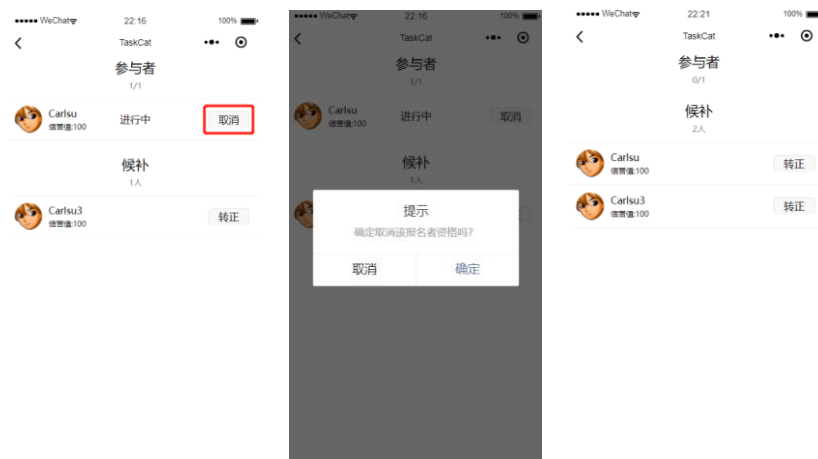 WeChat 22:16 100%
TaskCat
参与者
1/1
Carlsu
信誉值:100
进行中
取消
候补
1人
Carlsu3
信誉值:100
转正
WeChat 22:16 100%
TaskCat
参与者
1/1
Carlsu
信誉值:100
进行中
取消
候补
1人
提示
确定取消该报名者资格吗?
取消
确定
WeChat 22:21 100%
TaskCat
参与者
0/1
候补
2人
Carlsu
信誉值:100
转正
Carlsu3
信誉值:100
转正